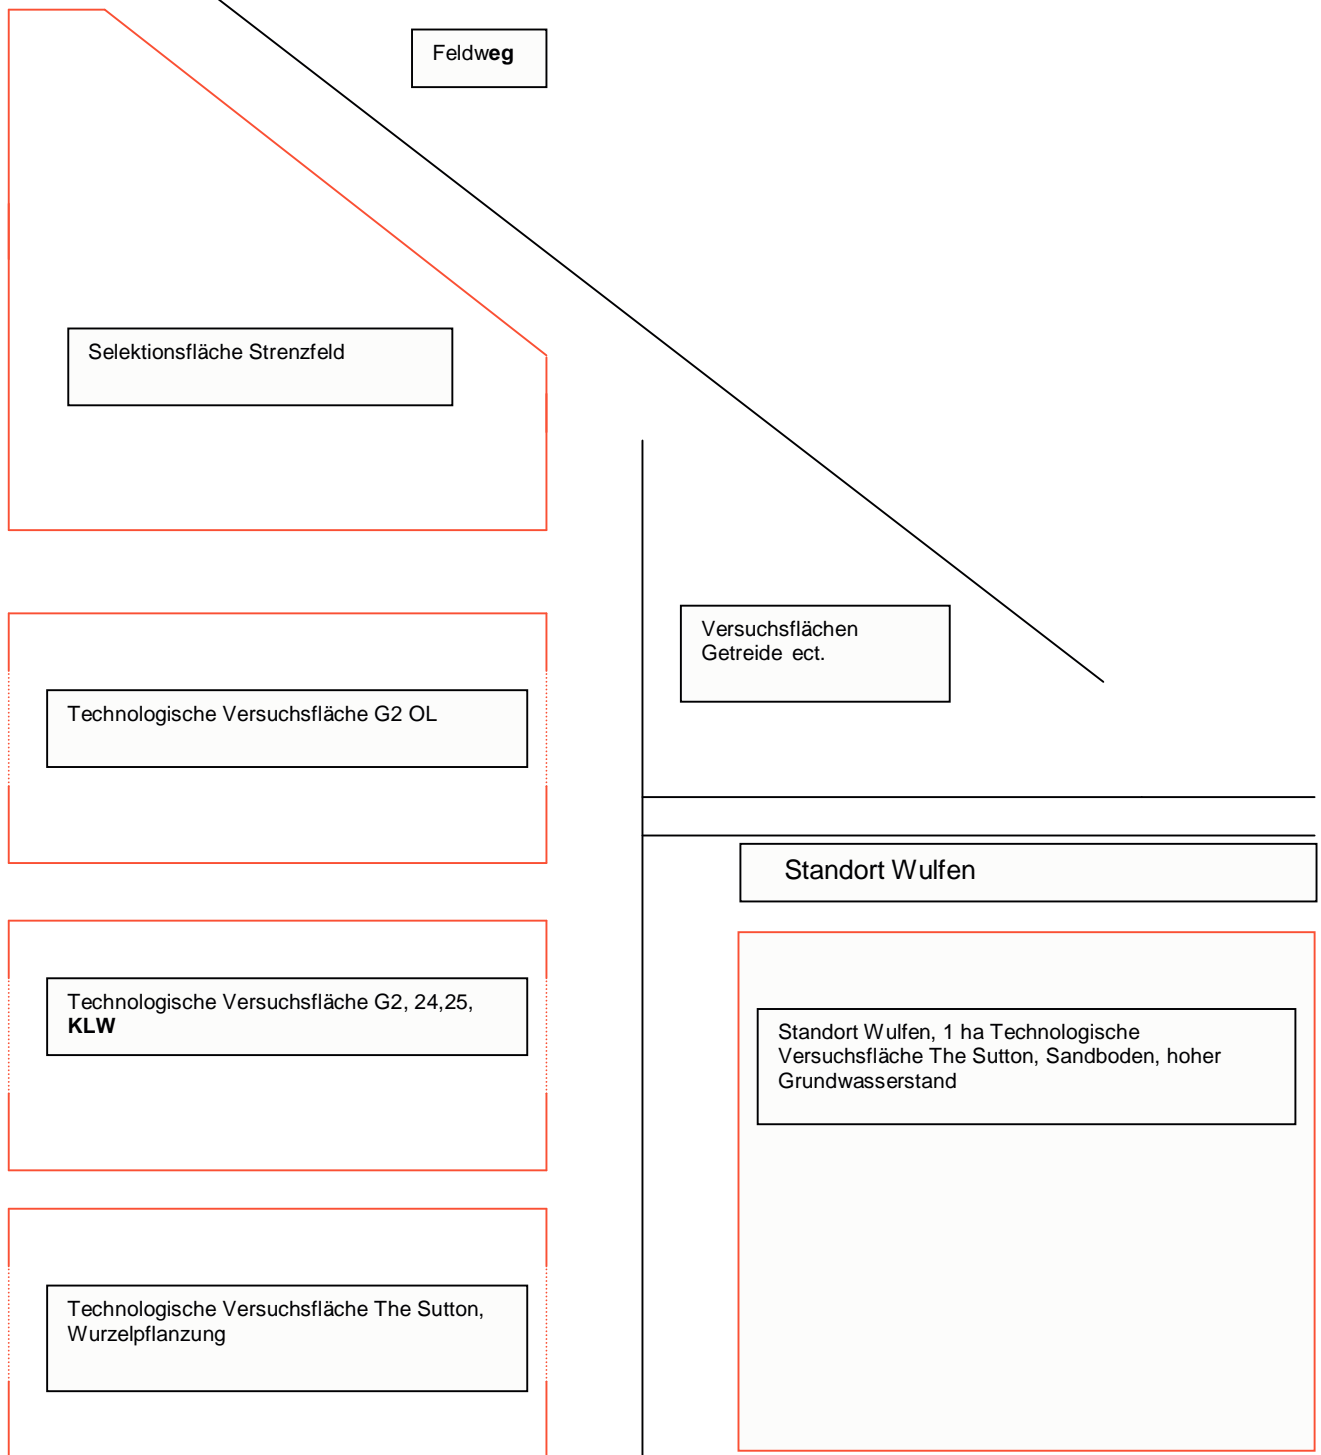 Feldweg
Selektionsfläche Strenzfeld
Versuchsflächen
Getreide ect.
Technologische Versuchsfläche G2 OL
Standort Wulfen
Technologische Versuchsfläche G2, 24,25,
KLW
Standort Wulfen, 1 ha Technologische
Versuchsfläche The Sutton, Sandboden, hoher
Grundwasserstand
Technologische Versuchsfläche The Sutton,
Wurzelpflanzung